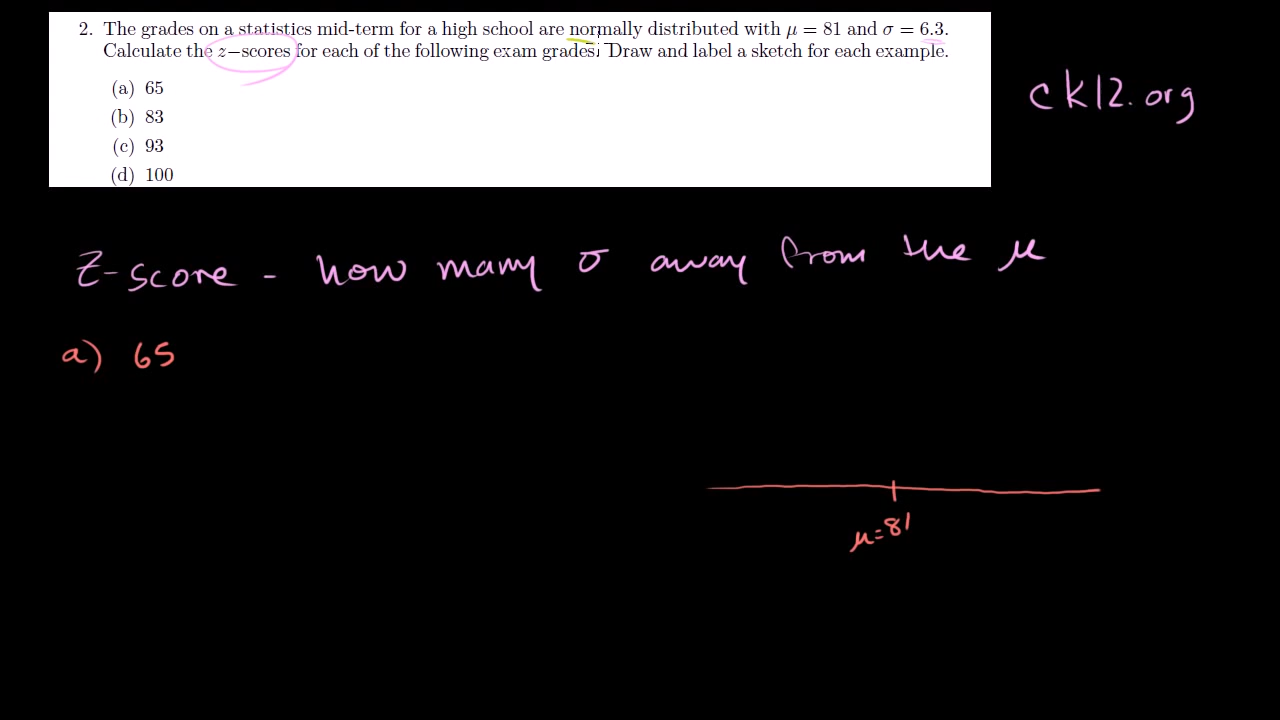 2. The grades on a statistics mid-term for a high school are normally distributed with μ = 81 and σ = 6.3.
Calculate the z−scores for each of the following exam grades. Draw and label a sketch for each example.
(a) 65
(b) 83
(c) 93
(d) 100
ck12.org
Z-score - how many σ away from the μ
a) 65
μ=81